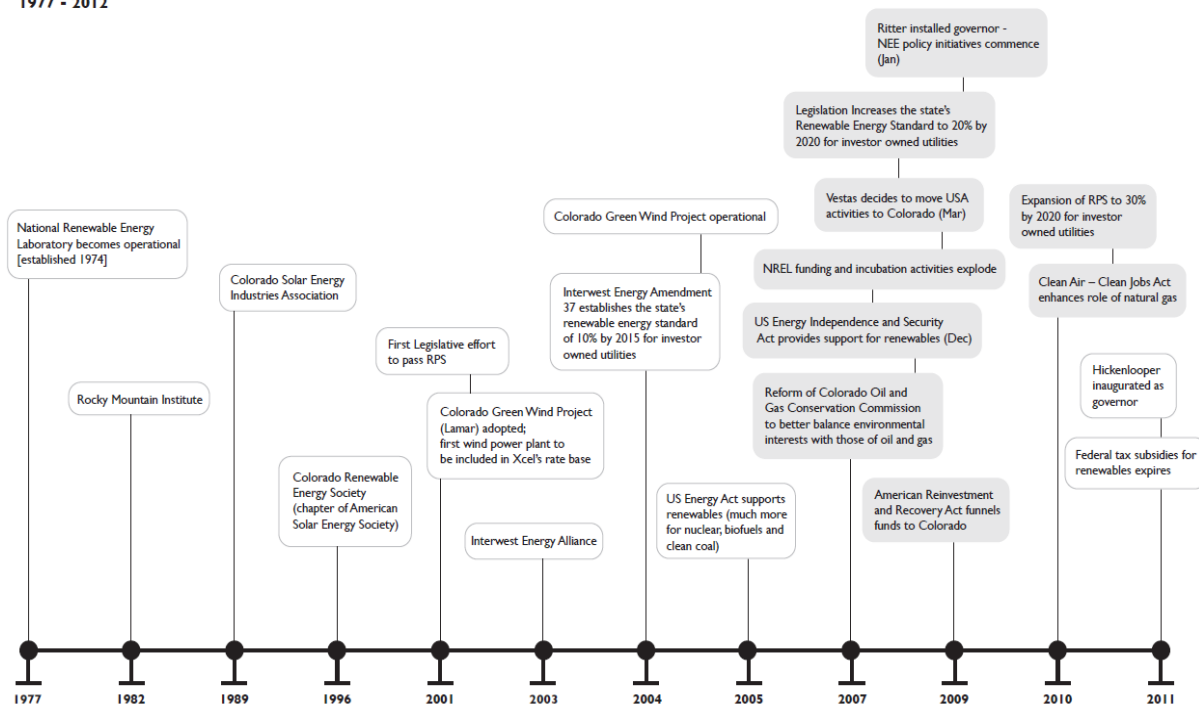 1977 - 2012
Ritter installed governor -
NEE policy initiatives commence
(Jan)
Legislation Increases the state's
Renewable Energy Standard to 20% by
2020 for investor owned utilities
Vestas decides to move USA
activities to Colorado (Mar)
Expansion of RPS to 30%
by 2020 for investor
owned utilities
National Renewable Energy
Laboratory becomes operational
[established 1974]
Colorado Green Wind Project operational
NREL funding and incubation activities explode
Colorado Solar Energy
Industries Association
Interwest Energy Amendment
37 establishes the state's
renewable energy standard
of 10% by 2015 for investor
owned utilities
Clean Air – Clean Jobs Act
enhances role of natural gas
First Legislative effort
to pass RPS
US Energy Independence and Security
Act provides support for renewables (Dec)
Hickenlooper
inaugurated as
governor
Rocky Mountain Institute
Colorado Green Wind Project
(Lamar) adopted;
first wind power plant to
be included in Xcel's rate base
Reform of Colorado Oil and
Gas Conservation Commission
to better balance environmental
interests with those of oil and gas
Federal tax subsidies for
renewables expires
Colorado Renewable
Energy Society
(chapter of American
Solar Energy Society)
US Energy Act supports
renewables (much more
for nuclear, biofuels and
clean coal)
American Reinvestment
and Recovery Act funnels
funds to Colorado
Interwest Energy Alliance
1977
1982
1989
1996
2001
2003
2004
2005
2007
2009
2010
2011